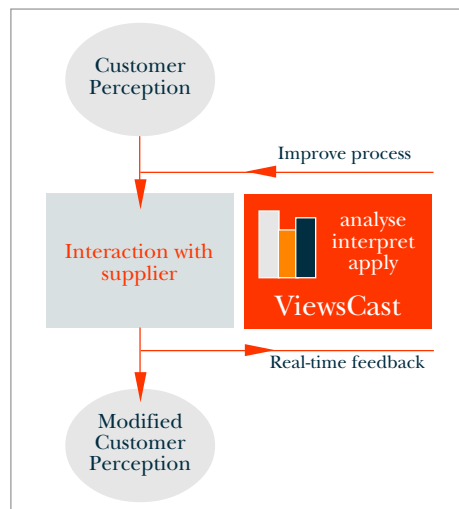 Customer
Perception
Improve process
Interaction with
supplier
analyse
interpret
apply
ViewsCast
Real-time feedback
Modified
Customer
Perception